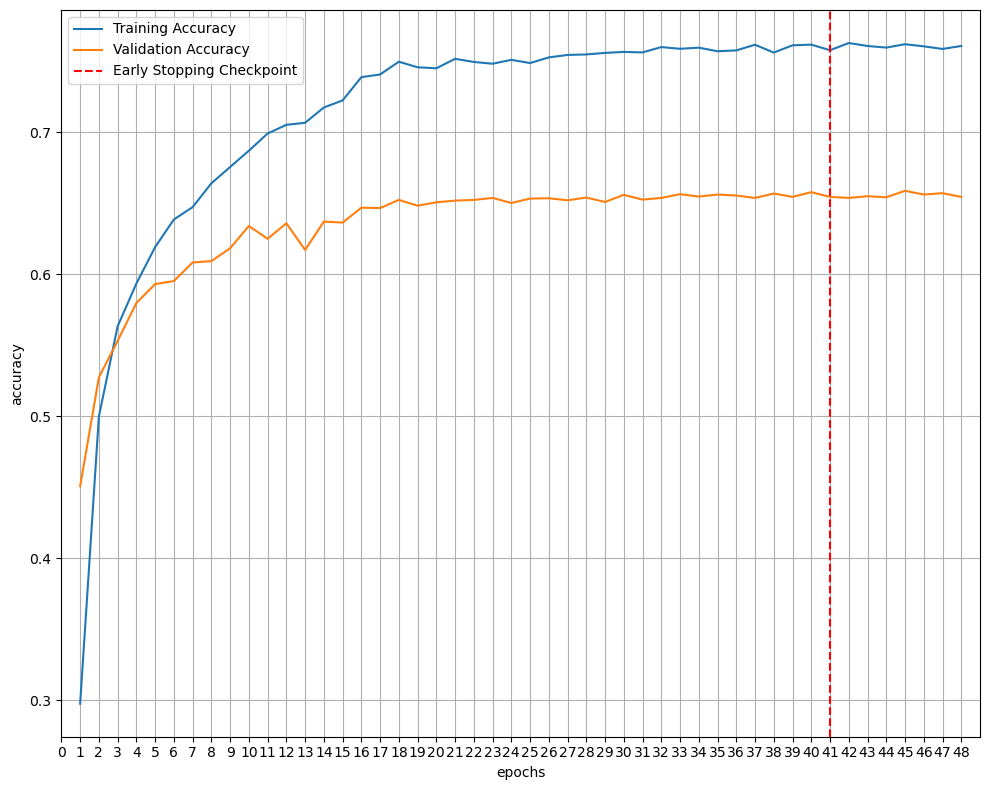 Training Accuracy
Validation Accuracy
Early Stopping Checkpoint
0.7
0.6
0.5
0.4
0.3
accuracy
0 1 2 3 4 5 6 7 8 9 10 11 12 13 14 15 16 17 18 19 20 21 22 23 24 25 26 27 28 29 30 31 32 33 34 35 36 37 38 39 40 41 42 43 44 45 46 47 48
epochs